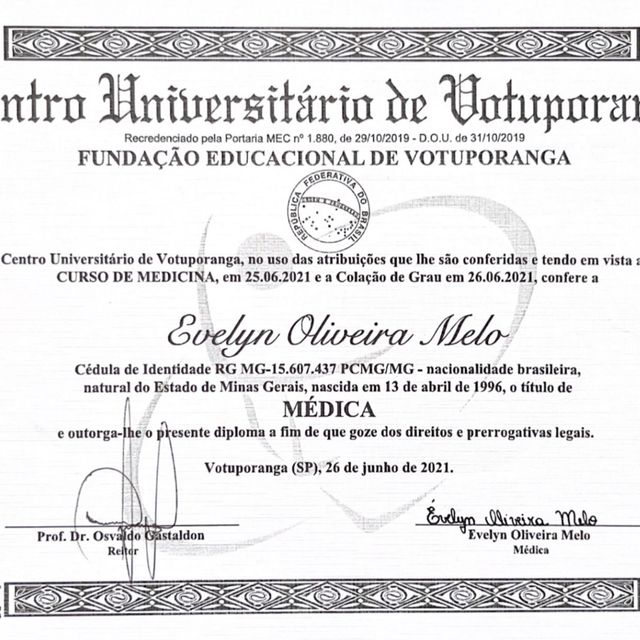 ntro Universitário de Votupora
Recredenciado pela Portaria MEC nº 1.880, de 29/10/2019 - D.O.U. de 31/10/2019
FUNDAÇÃO EDUCACIONAL DE VOTUPORANGA
REPÚBLICA FEDERATIVA DO BRASIL
ORDEM E PROGRESSO
Centro Universitário de Votuporanga, no uso das atribuições que lhe são conferidas e tendo em vista a
CURSO DE MEDICINA, em 25.06.2021 e a Colação de Grau em 26.06.2021, confere a
Evelyn Oliveira Melo
Cédula de Identidade RG MG-15.607.437 PCMG/MG - nacionalidade brasileira,
natural do Estado de Minas Gerais, nascida em 13 de abril de 1996, o título de
MÉDICA
e outorga-lhe o presente diploma a fim de que goze dos direitos e prerrogativas legais.
Votuporanga (SP), 26 de junho de 2021.
Évelyn Oliveira Melo
Prof. Dr. Osvaldo Gastaldon
Reitor
Evelyn Oliveira Melo
Médica